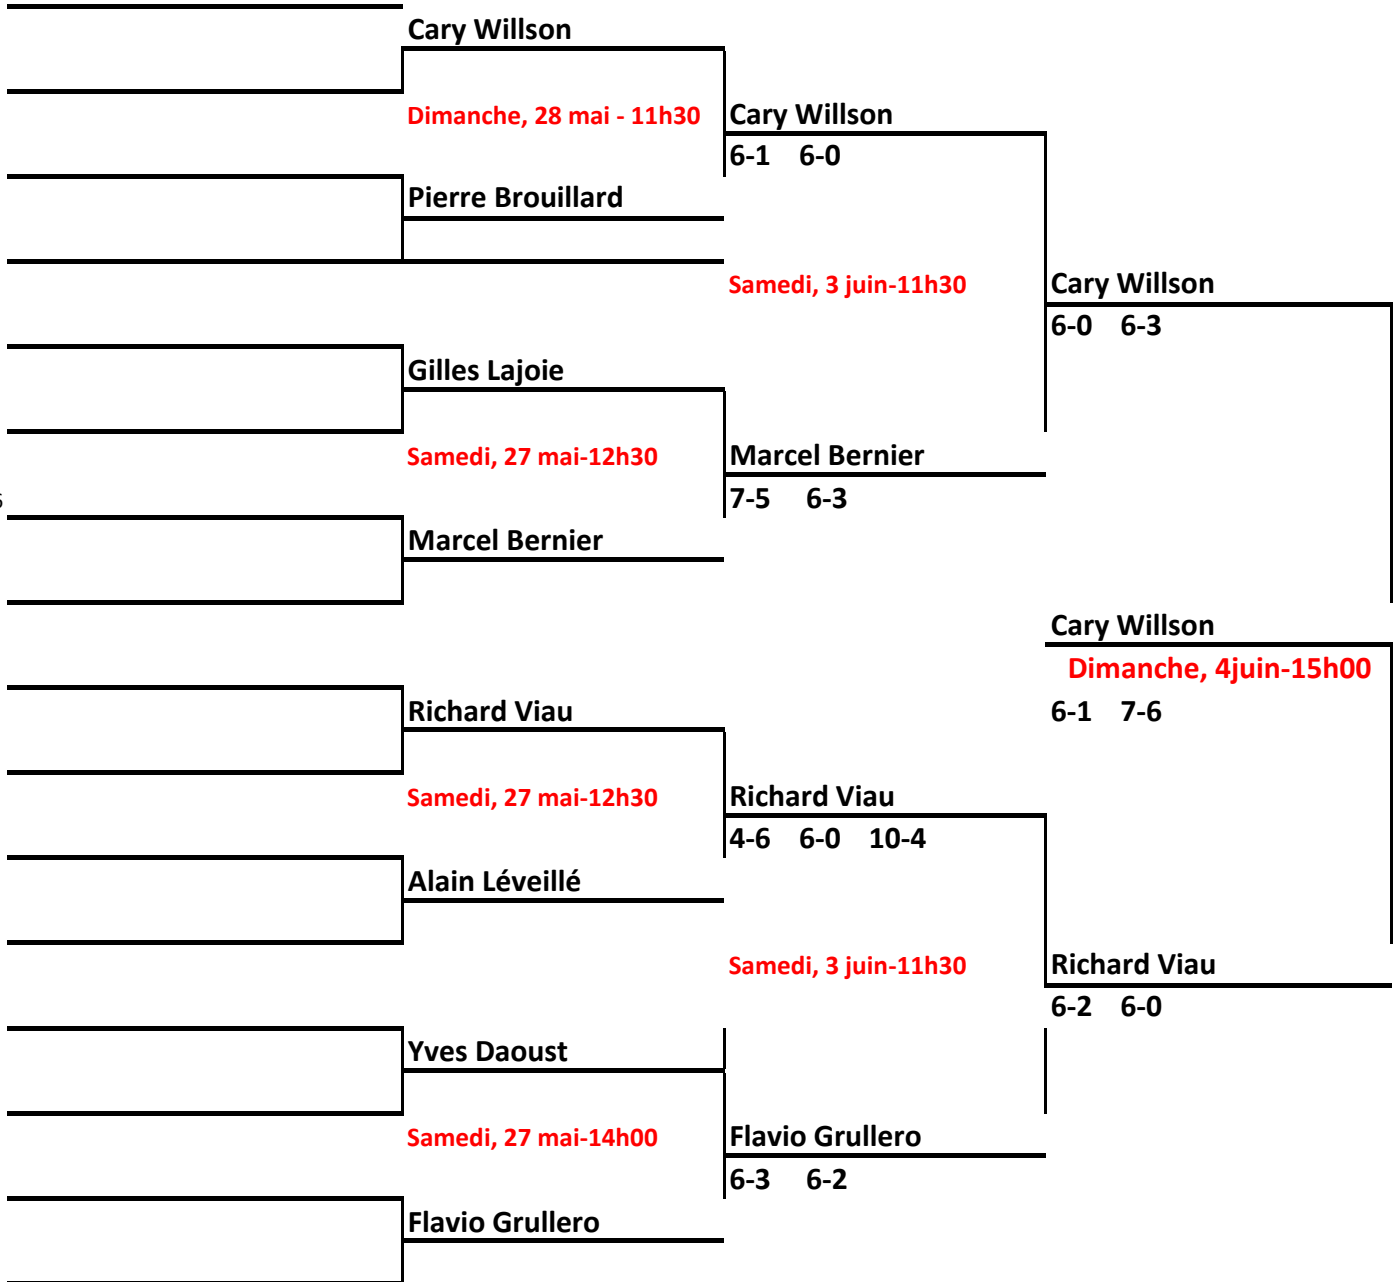 Cary Willson
Dimanche, 28 mai - 11h30
Cary Willson
6-1 6-0
Pierre Brouillard
Samedi, 3 juin-11h30
Cary Willson
6-0 6-3
Gilles Lajoie
Samedi, 27 mai-12h30
Marcel Bernier
7-5 6-3
Marcel Bernier
Cary Willson
Dimanche, 4juin-15h00
6-1 7-6
Richard Viau
Samedi, 27 mai-12h30
Richard Viau
4-6 6-0 10-4
Alain Léveillé
Samedi, 3 juin-11h30
Richard Viau
6-2 6-0
Yves Daoust
Samedi, 27 mai-14h00
Flavio Grullero
6-3 6-2
Flavio Grullero